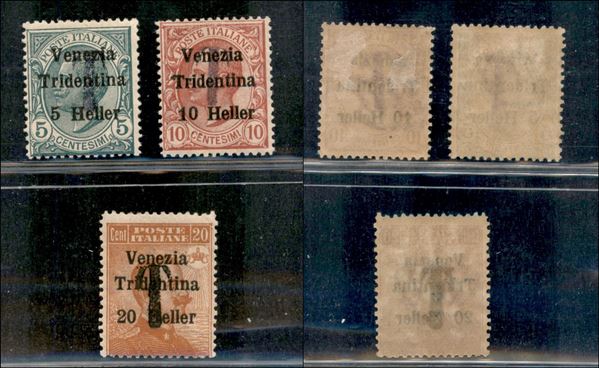 POSTE ITALIANE
Venezia
Tridentina
5 Heller
5 5
CENTESIMI
POSTE ITALIANE
Venezia
Tridentina
10 Heller
10 10
CENTESIMI
Cent POSTE 20
ITALIANE
Venezia
Tridentina
T
20 Heller